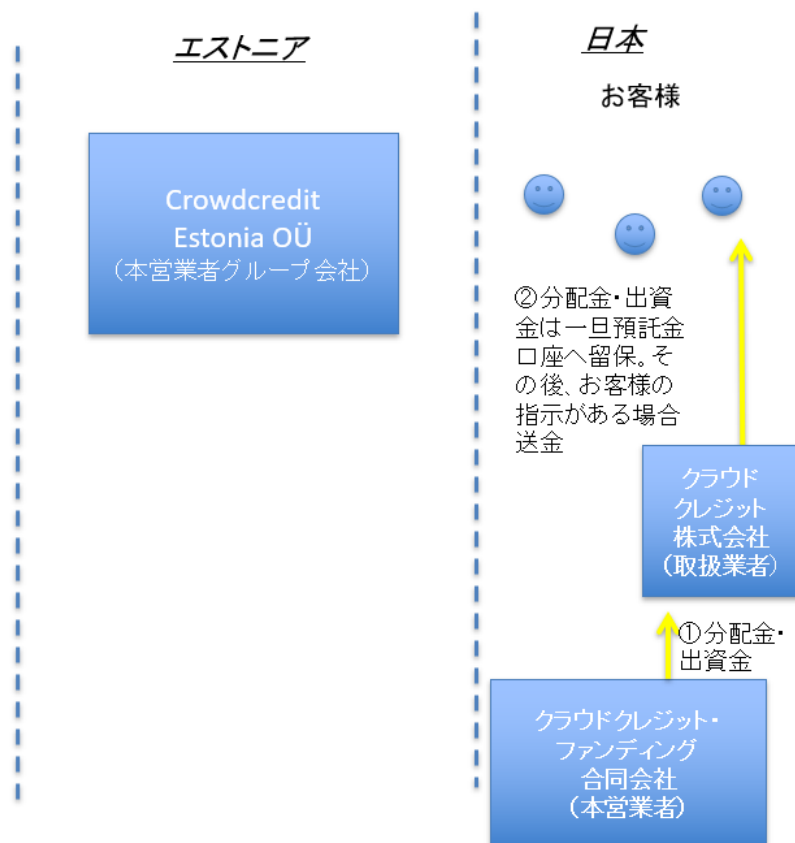 エストニア
Crowdcredit
Estonia OÜ
（本営業者グループ会社）
日本
お客様
②分配金・出資
金は一旦預託金
口座へ留保。そ
の後、お客様の
指示がある場合
送金
クラウド
クレジット
株式会社
（取扱業者）
①分配金・
出資金
クラウドクレジット・
ファンディング
合同会社
（本営業者）